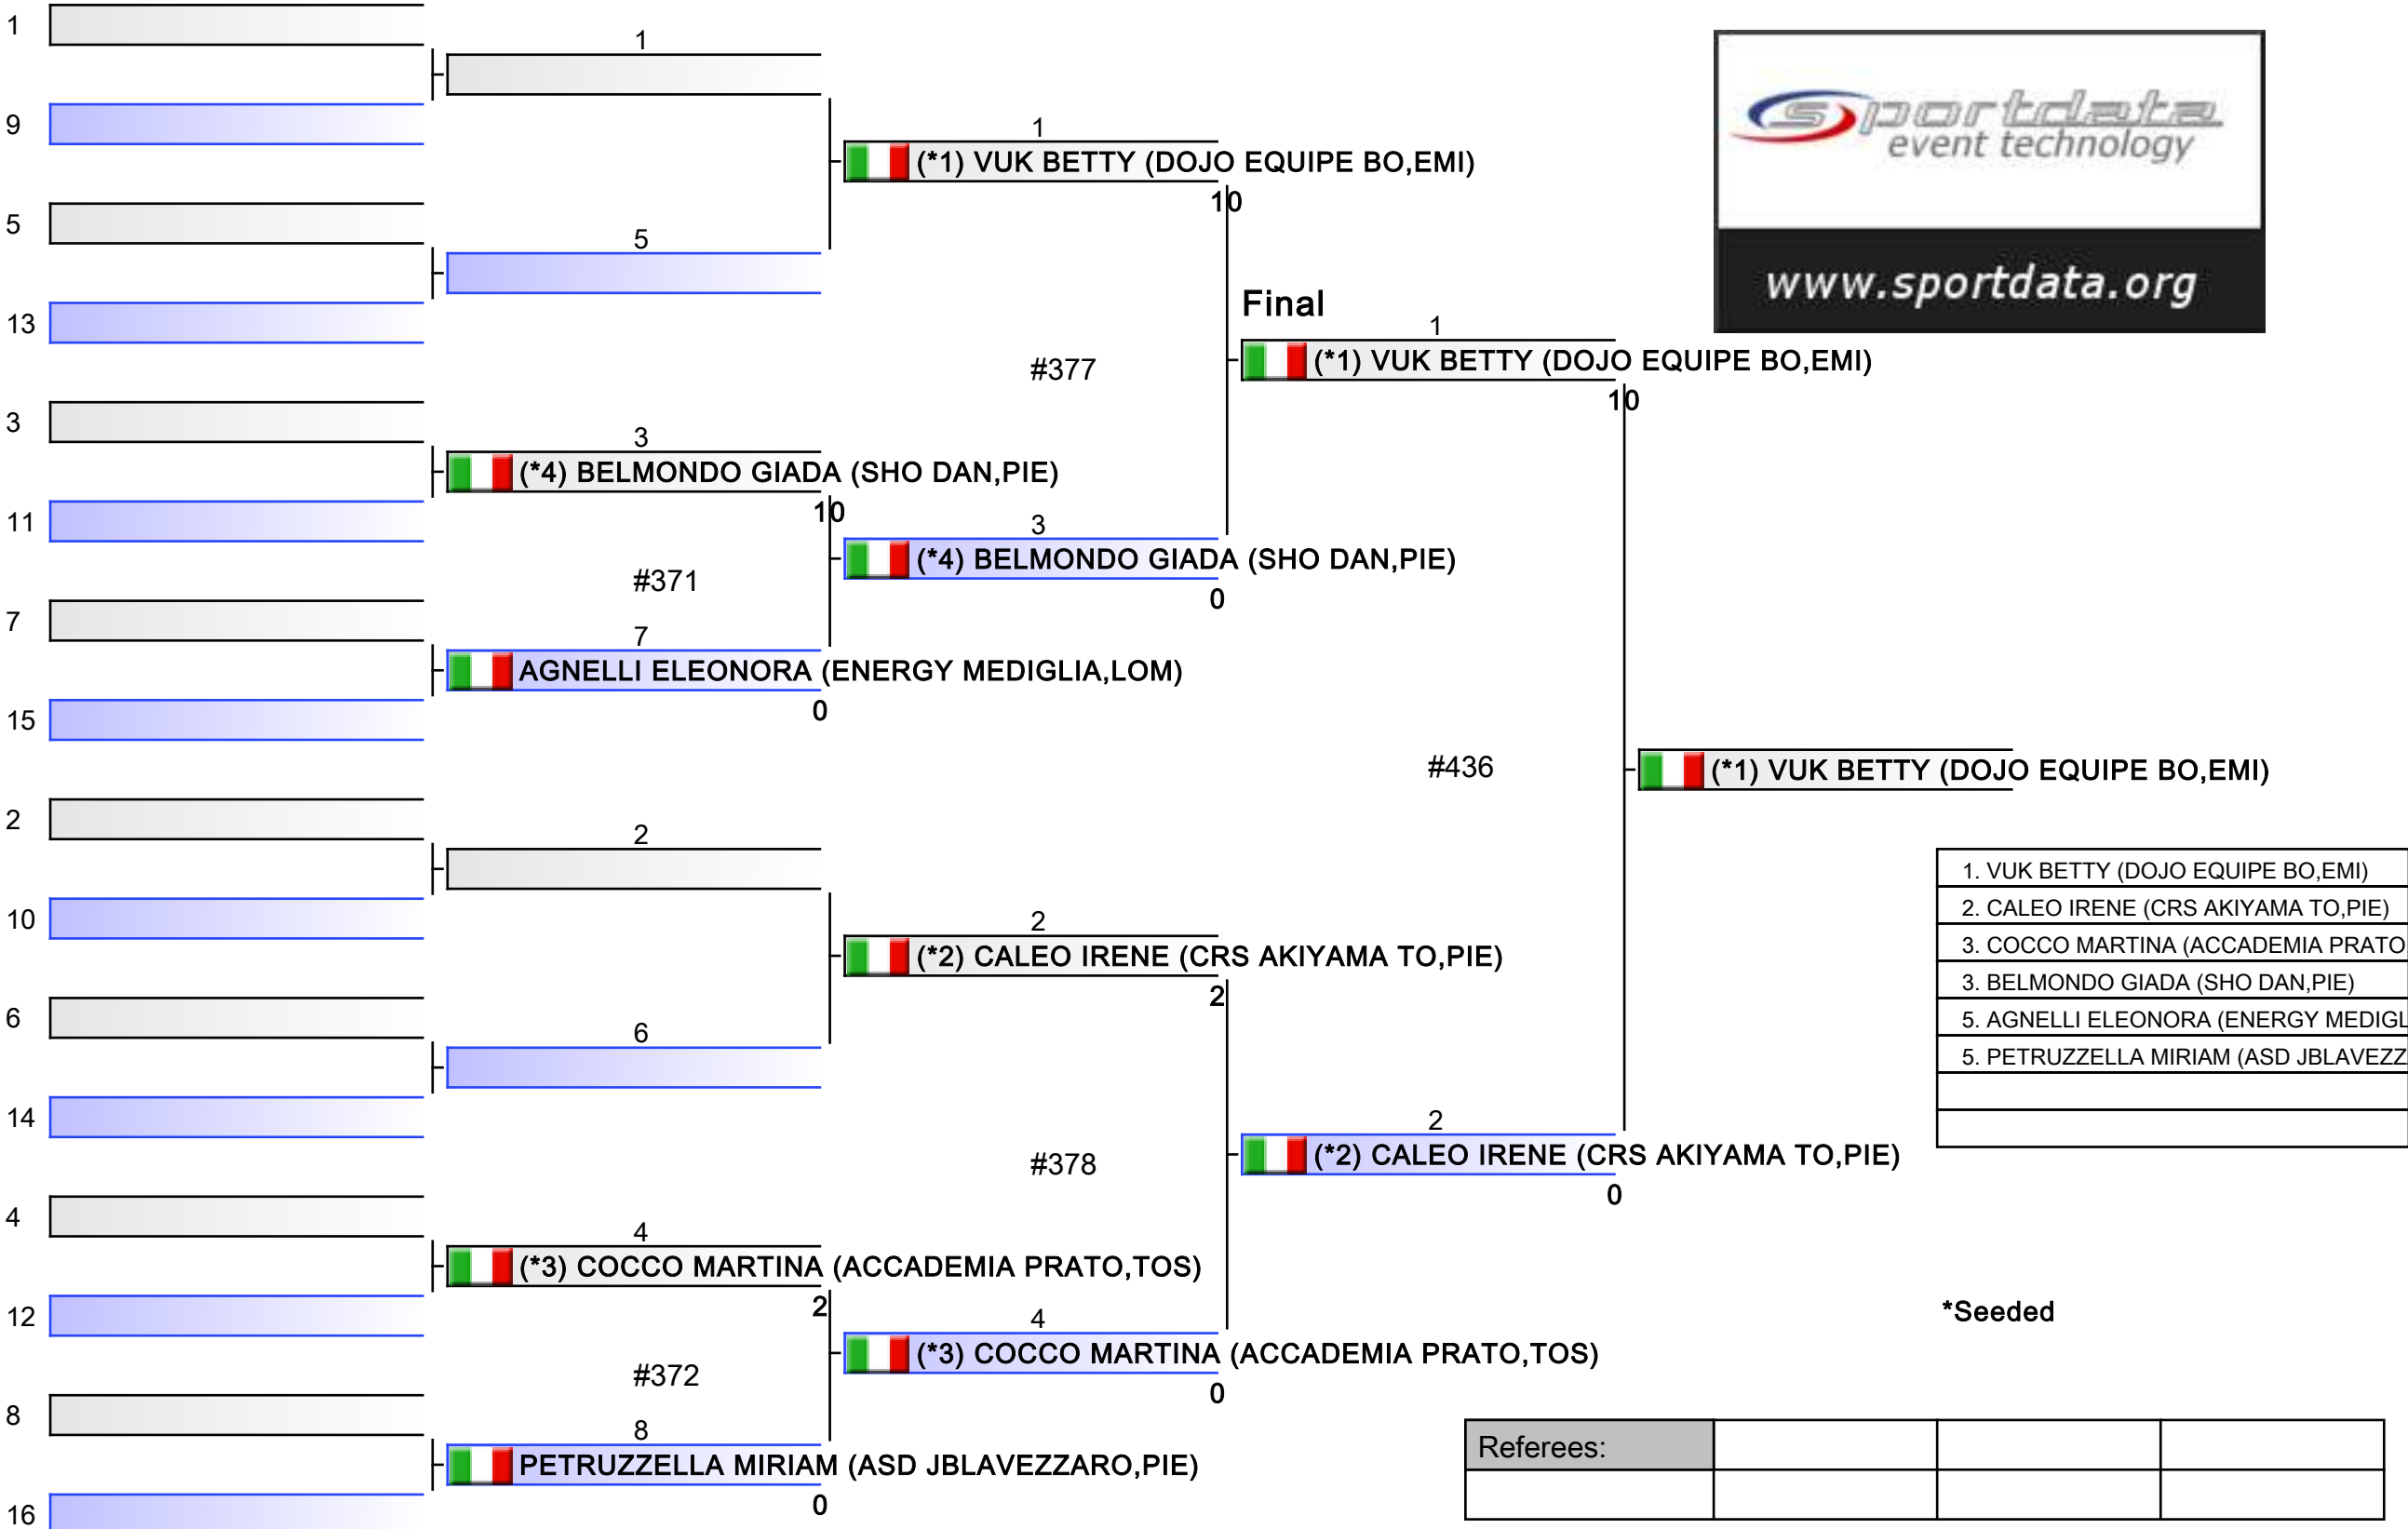 1
1
9
1
(*1) VUK BETTY (DOJO EQUIPE BO,EMI)
10
5
5
13
sportdata
event technology
www.sportdata.org
Final
1
(*1) VUK BETTY (DOJO EQUIPE BO,EMI)
10
#377
3
3
(*4) BELMONDO GIADA (SHO DAN,PIE)
10
11
3
(*4) BELMONDO GIADA (SHO DAN,PIE)
0
#371
7
7
AGNELLI ELEONORA (ENERGY MEDIGLIA,LOM)
0
15
#436
(*1) VUK BETTY (DOJO EQUIPE BO,EMI)
2
2
10
2
(*2) CALEO IRENE (CRS AKIYAMA TO,PIE)
2
6
6
14
1. VUK BETTY (DOJO EQUIPE BO,EMI)
2. CALEO IRENE (CRS AKIYAMA TO,PIE)
3. COCCO MARTINA (ACCADEMIA PRATO
3. BELMONDO GIADA (SHO DAN,PIE)
5. AGNELLI ELEONORA (ENERGY MEDIGL
5. PETRUZZELLA MIRIAM (ASD JBLAVEZZ
#378
2
(*2) CALEO IRENE (CRS AKIYAMA TO,PIE)
0
4
4
(*3) COCCO MARTINA (ACCADEMIA PRATO,TOS)
2
12
4
(*3) COCCO MARTINA (ACCADEMIA PRATO,TOS)
0
*Seeded
#372
8
8
PETRUZZELLA MIRIAM (ASD JBLAVEZZARO,PIE)
0
16
Referees: